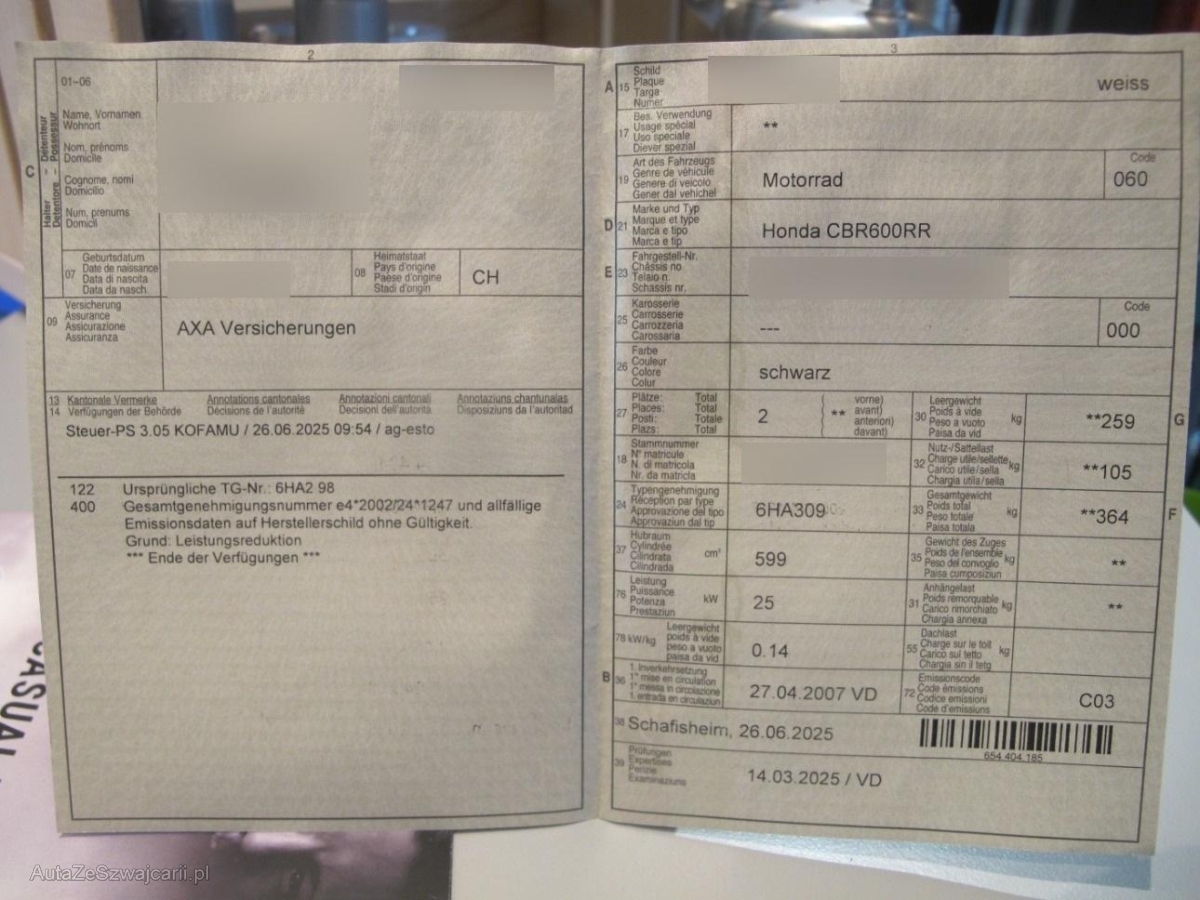 2
01–06
Halter – Détenteur
Detentore – Possessur
C
Name, Vornamen
Wohnort
Nom, prénoms
Domicile
Cognome, nomi
Domicilio
Num, prenums
Domicil
07
Geburtsdatum
Date de naissance
Data di nascita
Data da nasch.
08
Heimatstaat
Pays d'origine
Paese d'origine
Stadi d'origin
CH
09
Versicherung
Assurance
Assicurazione
Assicuranza
AXA Versicherungen
13 Kantonale Vermerke Annotations cantonales Annotazioni cantonali Annotaziuns chantunalas
14 Verfügungen der Behörde Décisions de l'autorité Decisioni dell'autorità Disposiziuns da l'autoritad
Steuer-PS 3.05 KOFAMU / 26.06.2025 09:54 / ag-esto
122 Ursprüngliche TG-Nr.: 6HA2 98
400 Gesamtgenehmigungsnummer e4*2002/24*1247 und allfällige
Emissionsdaten auf Herstellerschild ohne Gültigkeit.
Grund: Leistungsreduktion
*** Ende der Verfügungen ***
3
A 15
Schild
Plaque
Targa
Numer
weiss
17
Bes. Verwendung
Usage spécial
Uso speciale
Diever spezial
**
19
Art des Fahrzeugs
Genre de véhicule
Genere di veicolo
Gener dal vehichel
Motorrad
Code
060
D 21
Marke und Typ
Marque et type
Marca e tipo
Marca e tip
Honda CBR600RR
E 23
Fahrgestell-Nr.
Châssis no
Telaio n.
Schassis nr.
25
Karosserie
Carrosserie
Carrozzeria
Carossaria
---
Code
000
26
Farbe
Couleur
Colore
Colur
schwarz
27
Plätze: Total
Places: Total
Posti: Totale
Plazs: Total
2
**
vorne)
avant)
anteriori)
davant)
30
Leergewicht
Poids à vide
Peso a vuoto
Paisa da vid
kg
**259
G
18
Stammnummer
N° matricule
N. di matricola
Nr. da matricla
32
Nutz-/Sattellast
Charge utile/sellette
Carico utile/sella
Chargia utila/sella
kg
**105
24
Typengenehmigung
Réception par type
Approvazione del tipo
Approvaziun dal tip
6HA309
33
Gesamtgewicht
Poids total
Peso totale
Paisa totala
kg
**364
F
37
Hubraum
Cylindrée
Cilindrata
Cilindrada
cm³
599
35
Gewicht des Zuges
Poids de l'ensemble
Peso del convoglio
Paisa cumposiziun
kg
**
76
Leistung
Puissance
Potenza
Prestaziun
kW
25
31
Anhängelast
Poids remorquable
Carico rimorchiato
Chargia annexa
kg
**
78 kW/kg
Leergewicht
poids à vide
peso a vuoto
paisa da vid
0.14
55
Dachlast
Charge sur le toit
Carico sul tetto
Chargia sin il tetg
kg
B 36
1. Inverkehrsetzung
1re mise en circulation
1a messa in circolazione
1. entrada en circulaziun
27.04.2007 VD
72
Emissionscode
Code émissions
Codice emissioni
Code d'emissiuns
C03
38 Schafisheim, 26.06.2025
654 404 185
39
Prüfungen
Expertises
Perizie
Examinaziuns
14.03.2025 / VD
CASUAL
AutaZeSzwajcarii.pl